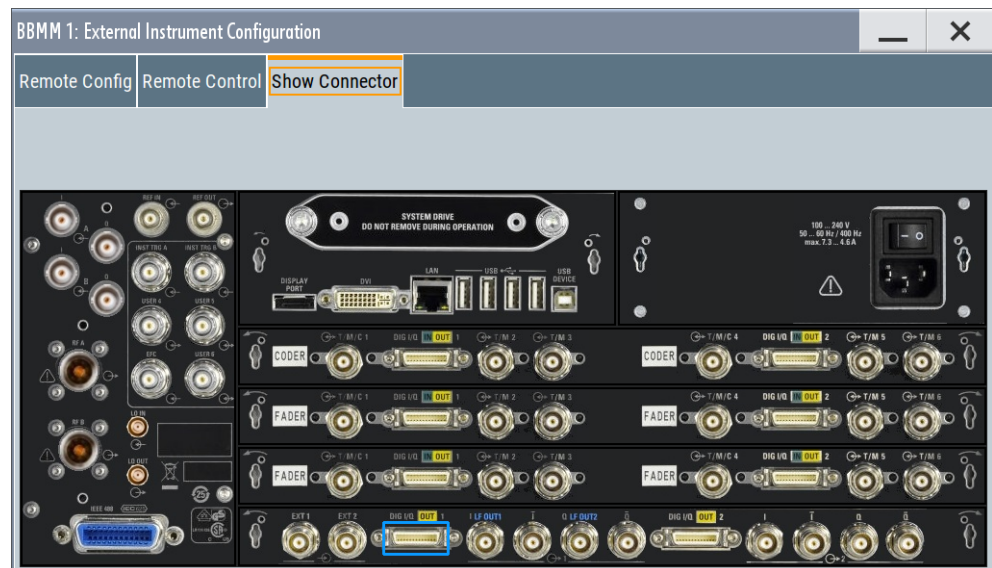 BBMM 1: External Instrument Configuration
Remote Config
Remote Control
Show Connector
I
REF IN
REF OUT
A
Q
I
B
Q
INST TRG A
INST TRG B
USER 4
USER 5
EFC
USER 6
RF A
RF B
LO IN
LO OUT
IEEE 488
25
SYSTEM DRIVE
DO NOT REMOVE DURING OPERATION
DISPLAY
PORT
DVI
LAN
USB
USB
DEVICE
100 ... 240 V
50 ... 60 Hz / 400 Hz
max. 7.3 ... 4.6 A
CODER
T/M/C 1
DIG I/Q IN OUT 1
T/M 2
T/M 3
CODER
T/M/C 4
DIG I/Q IN OUT 2
T/M 5
T/M 6
FADER
T/M/C 1
DIG I/Q IN OUT 1
T/M 2
T/M 3
FADER
T/M/C 4
DIG I/Q IN OUT 2
T/M 5
T/M 6
FADER
T/M/C 1
DIG I/Q IN OUT 1
T/M 2
T/M 3
FADER
T/M/C 4
DIG I/Q IN OUT 2
T/M 5
T/M 6
EXT 1
EXT 2
DIG I/Q OUT 1
I LF OUT1
Ī
Q LF OUT2
Q̄
1
DIG I/Q OUT 2
I
Ī
Q
Q̄
2